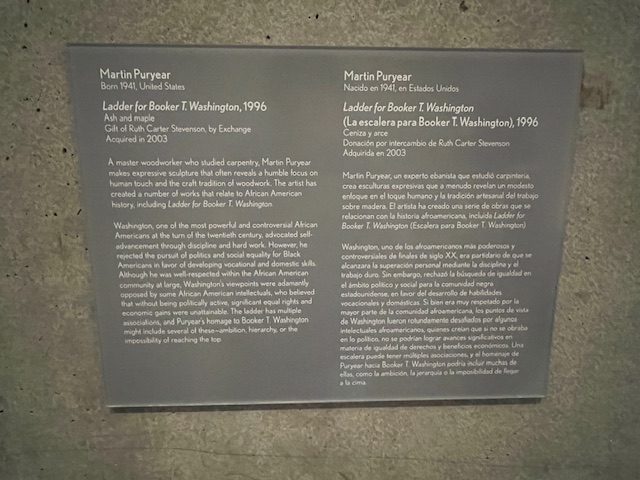 Martin Puryear
Born 1941, United States
Ladder for Booker T. Washington, 1996
Ash and maple
Gift of Ruth Carter Stevenson, by Exchange
Acquired in 2003
A master woodworker who studied carpentry, Martin Puryear
makes expressive sculpture that often reveals a humble focus on
human touch and the craft tradition of woodwork. The artist has
created a number of works that relate to African American
history, including Ladder for Booker T. Washington.
Washington, one of the most powerful and controversial African
Americans at the turn of the twentieth century, advocated self-
advancement through discipline and hard work. However, he
rejected the pursuit of politics and social equality for Black
Americans in favor of developing vocational and domestic skills.
Although he was well-respected within the African American
community at large, Washington's viewpoints were adamantly
opposed by some African American intellectuals, who believed
that without being politically active, significant equal rights and
economic gains were unattainable. The ladder has multiple
associations, and Puryear's homage to Booker T. Washington
might include several of these–ambition, hierarchy, or the
impossibility of reaching the top.
Martin Puryear
Nacido en 1941, en Estados Unidos
Ladder for Booker T. Washington
(La escalera para Booker T. Washington), 1996
Ceniza y arce
Donación por intercambio de Ruth Carter Stevenson
Adquirida en 2003
Martin Puryear, un experto ebanista que estudió carpintería,
crea esculturas expresivas que a menudo revelan un modesto
enfoque en el toque humano y la tradición artesanal del trabajo
sobre madera. El artista ha creado una serie de obras que se
relacionan con la historia afroamericana, incluida Ladder for
Booker T. Washington (Escalera para Booker T. Washington)
Washington, uno de los afroamericanos más poderosos y
controversiales de finales de siglo XX, era partidario de que se
alcanzara la superación personal mediante la disciplina y el
trabajo duro. Sin embargo, rechazó la búsqueda de igualdad en
el ámbito político y social para la comunidad negra
estadounidense, en favor del desarrollo de habilidades
vocacionales y domésticas. Si bien era muy respetado por la
mayor parte de la comunidad afroamericana, los puntos de vista
de Washington fueron rotundamente desafiados por algunos
intelectuales afroamericanos, quienes creían que si no se obraba
en lo político, no se podrían lograr avances significativos en
materia de igualdad de derechos y beneficios económicos. Una
escalera puede tener múltiples asociaciones, y el homenaje de
Puryear hacia Booker T. Washington podría incluir muchas de
ellas, como la ambición, la jerarquía o la imposibilidad de llegar
a la cima.